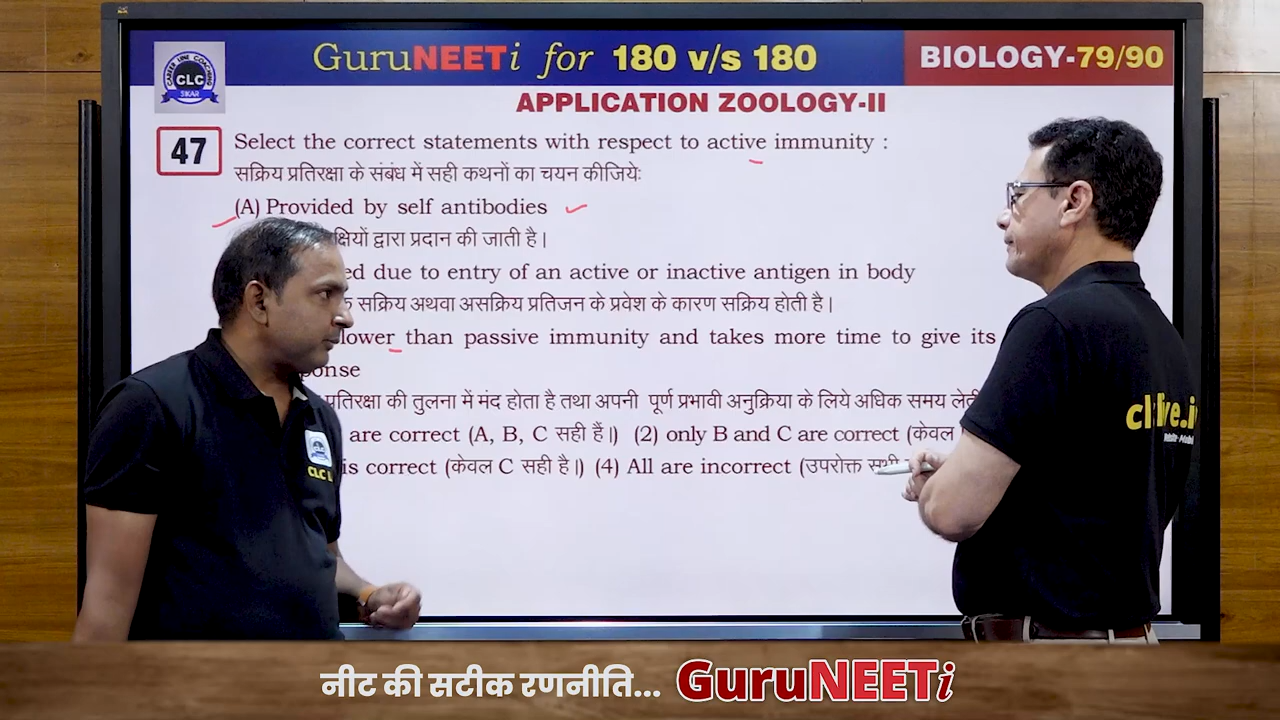 GuruNEETi for 180 v/s 180
BIOLOGY-79/90
CAREER LINE COACHING
CLC
SIKAR
APPLICATION ZOOLOGY-II
47
Select the correct statements with respect to active immunity :
सक्रिय प्रतिरक्षा के संबंध में सही कथनों का चयन कीजियेः
(A) Provided by self antibodies
द्वारा प्रदान की जाती है।
due to entry of an active or inactive antigen in body
सक्रिय अथवा असक्रिय प्रतिजन के प्रवेश के कारण सक्रिय होती है।
than passive immunity and takes more time to give its
प्रतिरक्षा की तुलना में मंद होता है तथा अपनी पूर्ण प्रभावी अनुक्रिया के लिये अधिक समय
are correct (A, B, C सही हैं।) (2) only B and C are correct (केवल
is correct (केवल C सही है।) (4) All are incorrect (उपरोक्त
CLC
नीट की सटीक रणनीति... GuruNEETi